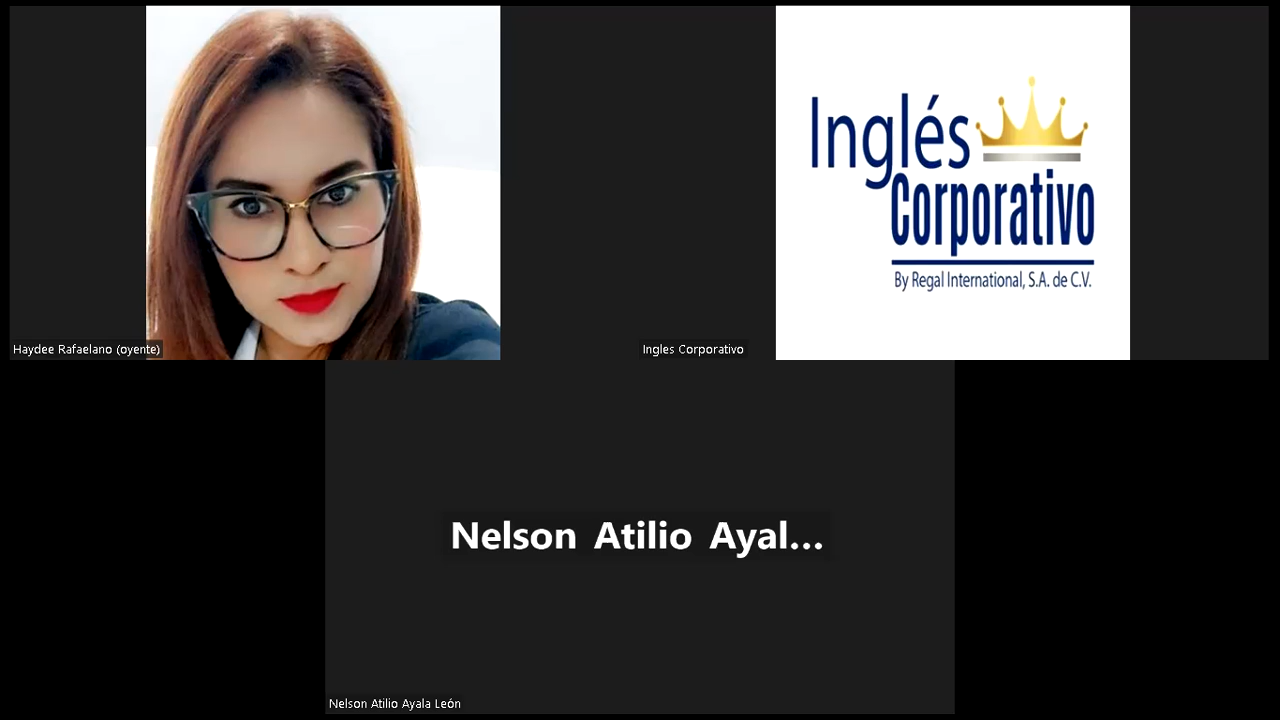 Inglés
Corporativo
By Regal International, S.A. de C.V.
Haydee Rafaelano (oyente)
Ingles Corporativo
Nelson Atilio Ayal...
Nelson Atilio Ayala León